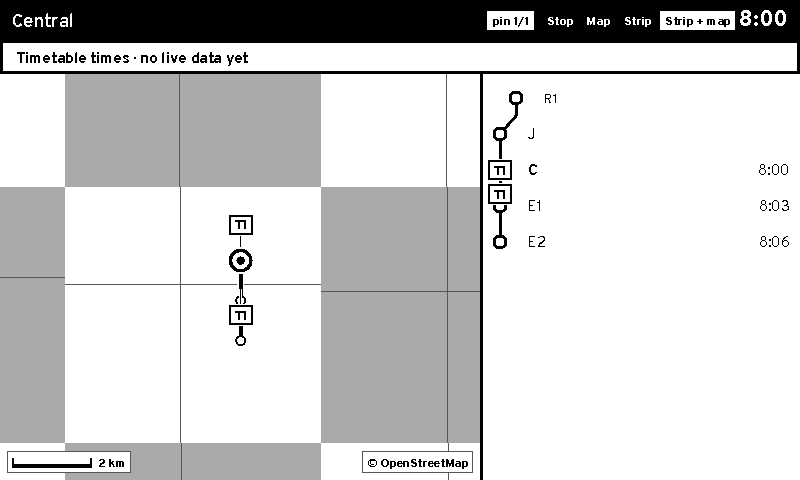 Central
pin 1/1 Stop Map Strip Strip + map 8:00
Timetable times · no live data yet
R1
J
C 8:00
E1 8:03
E2 8:06
2 km
© OpenStreetMap